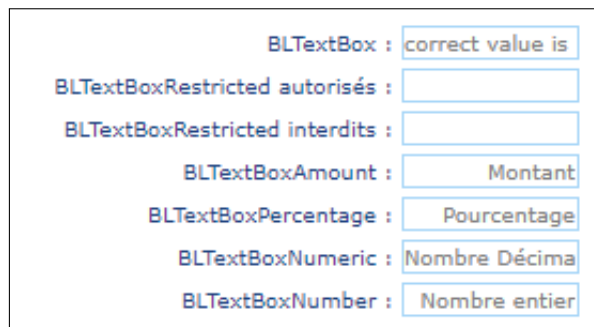 BLTextBox : correct value is
BLTextBoxRestricted autorisés :
BLTextBoxRestricted interdits :
BLTextBoxAmount : Montant
BLTextBoxPercentage : Pourcentage
BLTextBoxNumeric : Nombre Décima
BLTextBoxNumber : Nombre entier